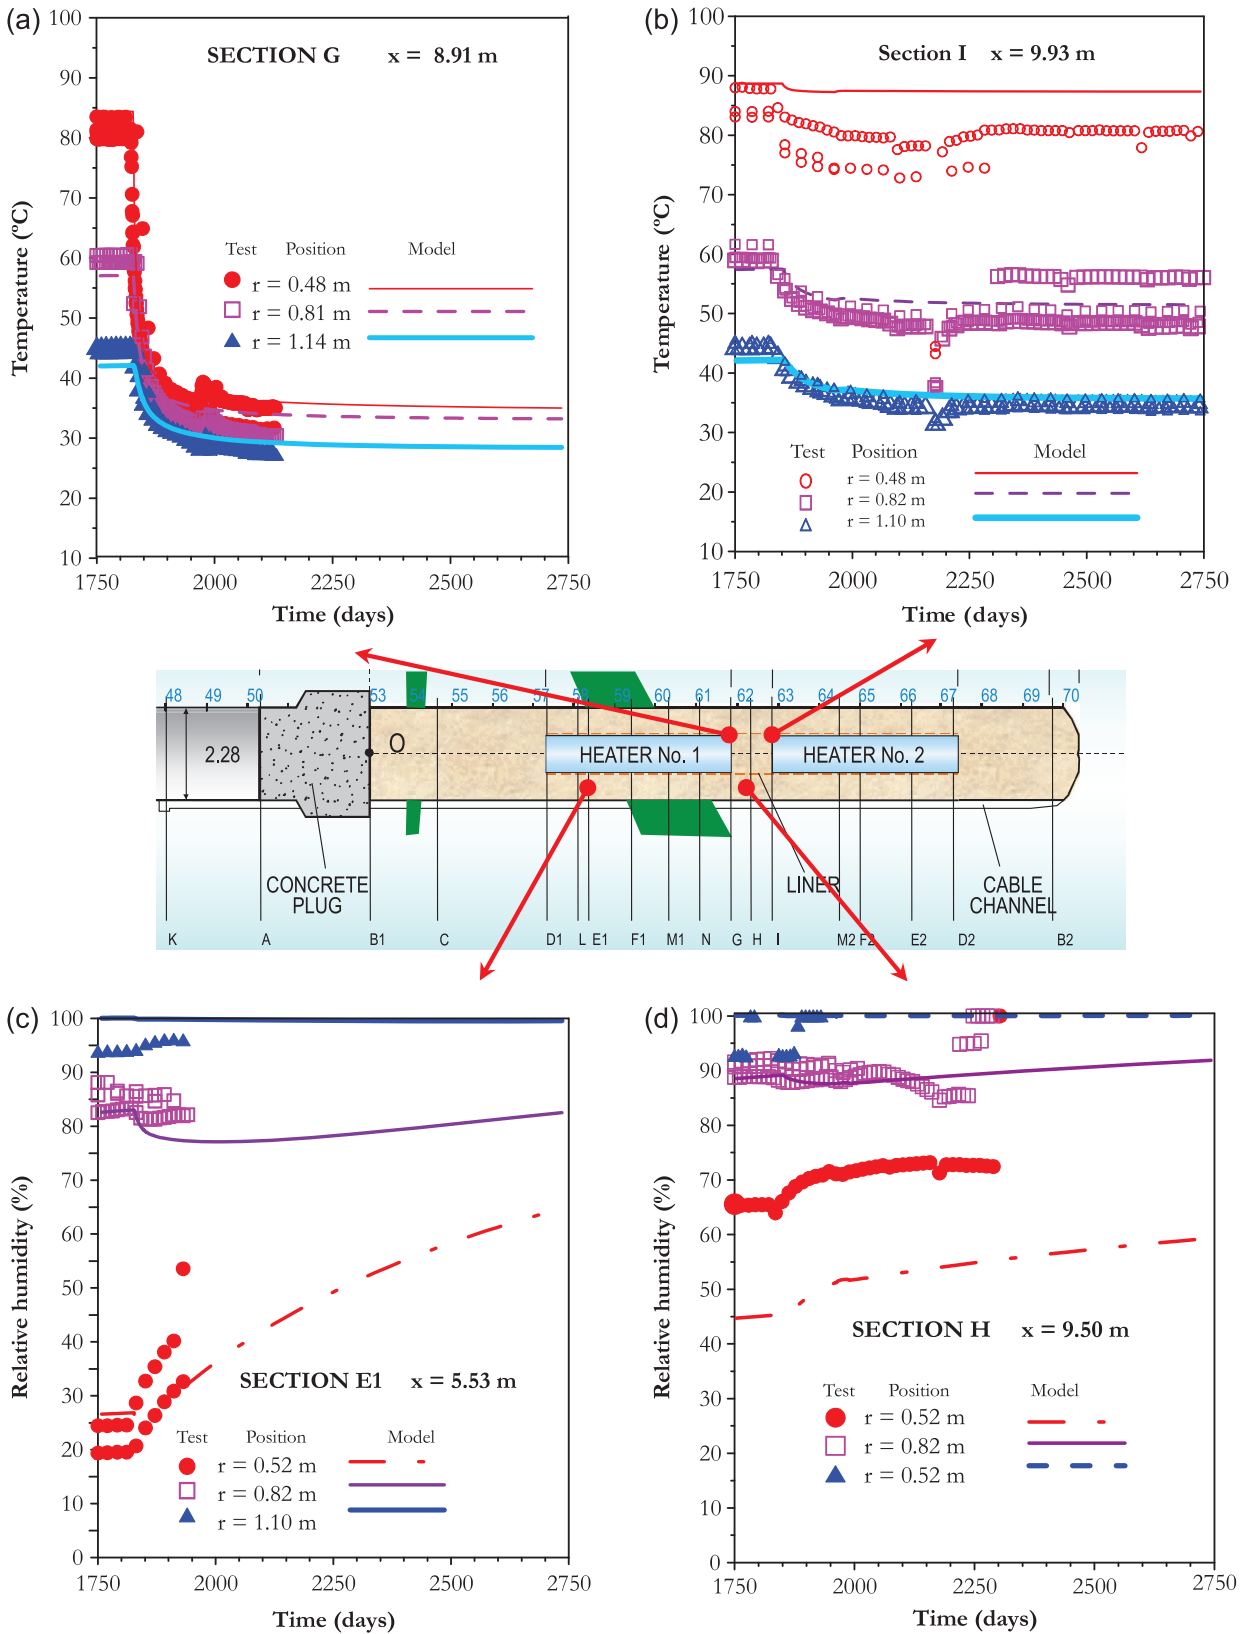 (a)
SECTION G x = 8.91 m
100
90
80
70
60
50
40
30
20
10
Temperature (ºC)
Test Position Model
r = 0.48 m
r = 0.81 m
r = 1.14 m
1750 2000 2250 2500 2750
Time (days)
(b)
Section I x = 9.93 m
100
90
80
70
60
50
40
30
20
10
Temperature (ºC)
Test Position Model
r = 0.48 m
r = 0.82 m
r = 1.10 m
1750 2000 2250 2500 2750
Time (days)
48 49 50 53 54 55 56 57 58 59 60 61 62 63 64 65 66 67 68 69 70
2.28
O
HEATER No. 1
HEATER No. 2
CONCRETE
PLUG
LINER
CABLE
CHANNEL
K A B1 C D1 L E1 F1 M1 N G H I M2 F2 E2 D2 B2
(c)
100
90
80
70
60
50
40
30
20
10
0
Relative humidity (%)
SECTION E1 x = 5.53 m
Test Position Model
r = 0.52 m
r = 0.82 m
r = 1.10 m
1750 2000 2250 2500 2750
Time (days)
(d)
100
90
80
70
60
50
40
30
20
10
0
Relative humidity (%)
SECTION H x = 9.50 m
Test Position Model
r = 0.52 m
r = 0.82 m
r = 0.52 m
1750 2000 2250 2500 2750
Time (days)